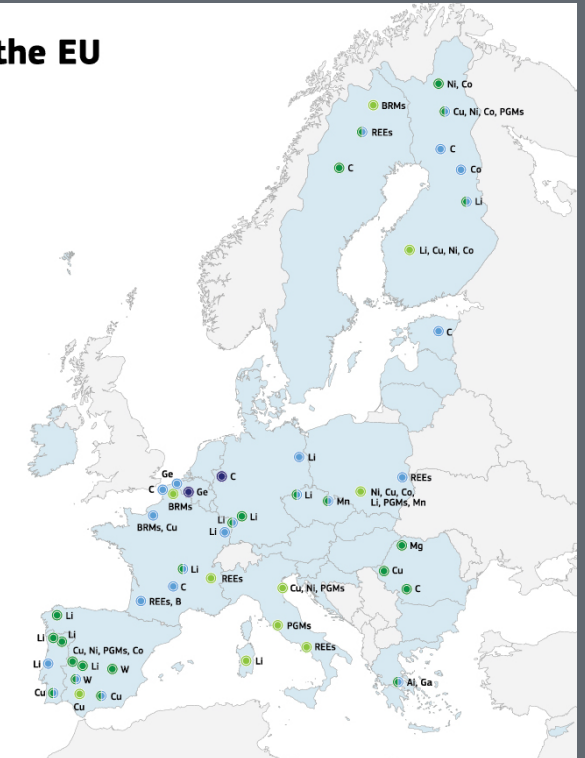 the EU
Ni, Co
BRMs
Cu, Ni, Co, PGMs
REEs
C
C
Co
Li
Li, Cu, Ni, Co
C
Li
Ge
C
REEs
C
Ge
Li
Ni, Cu, Co,
Li, PGMs, Mn
Mn
BRMs
BRMs, Cu
Li
Li
Li
Mg
Li
REEs
Cu
C
Cu, Ni, PGMs
C
REEs, B
Li
PGMs
Li
Li
REEs
Cu, Ni, PGMs, Co
Li
Li
Li
W
W
Ai, Ga
Cu
Cu
Cu